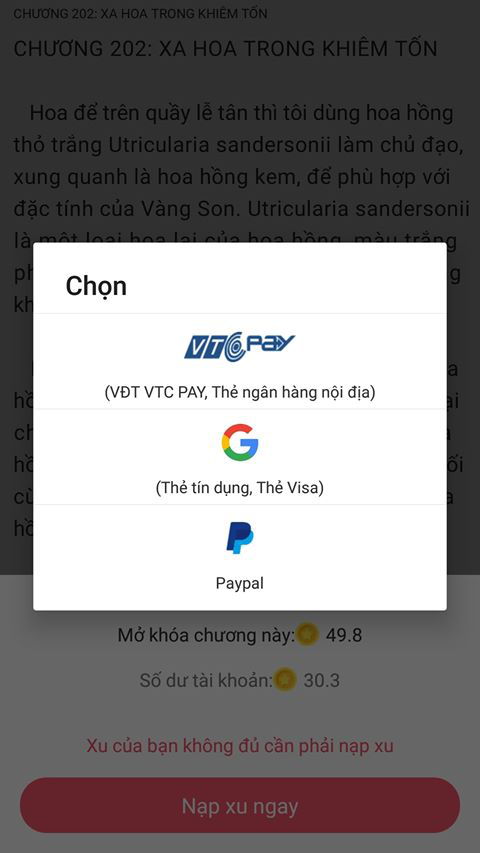 CHƯƠNG 202: XA HOA TRONG KHIÊM TỐN
CHƯƠNG 202: XA HOA TRONG KHIÊM TỐN
Hoa để trên quầy lễ tân thì tôi dùng hoa hồng
thỏ trắng Utricularia sandersonii làm chủ đạo,
xung quanh là hoa hồng kem, để phù hợp với
đặc tính của Vàng Son. Utricularia sandersonii
là một loại hoa lai của hoa hồng, màu trắng
Chọn
VTC PAY
(VĐT VTC PAY, Thẻ ngân hàng nội địa)
G
(Thẻ tín dụng, Thẻ Visa)
Paypal
Mở khóa chương này: 49.8
Số dư tài khoản: 30.3
Xu của bạn không đủ cần phải nạp xu
Nạp xu ngay